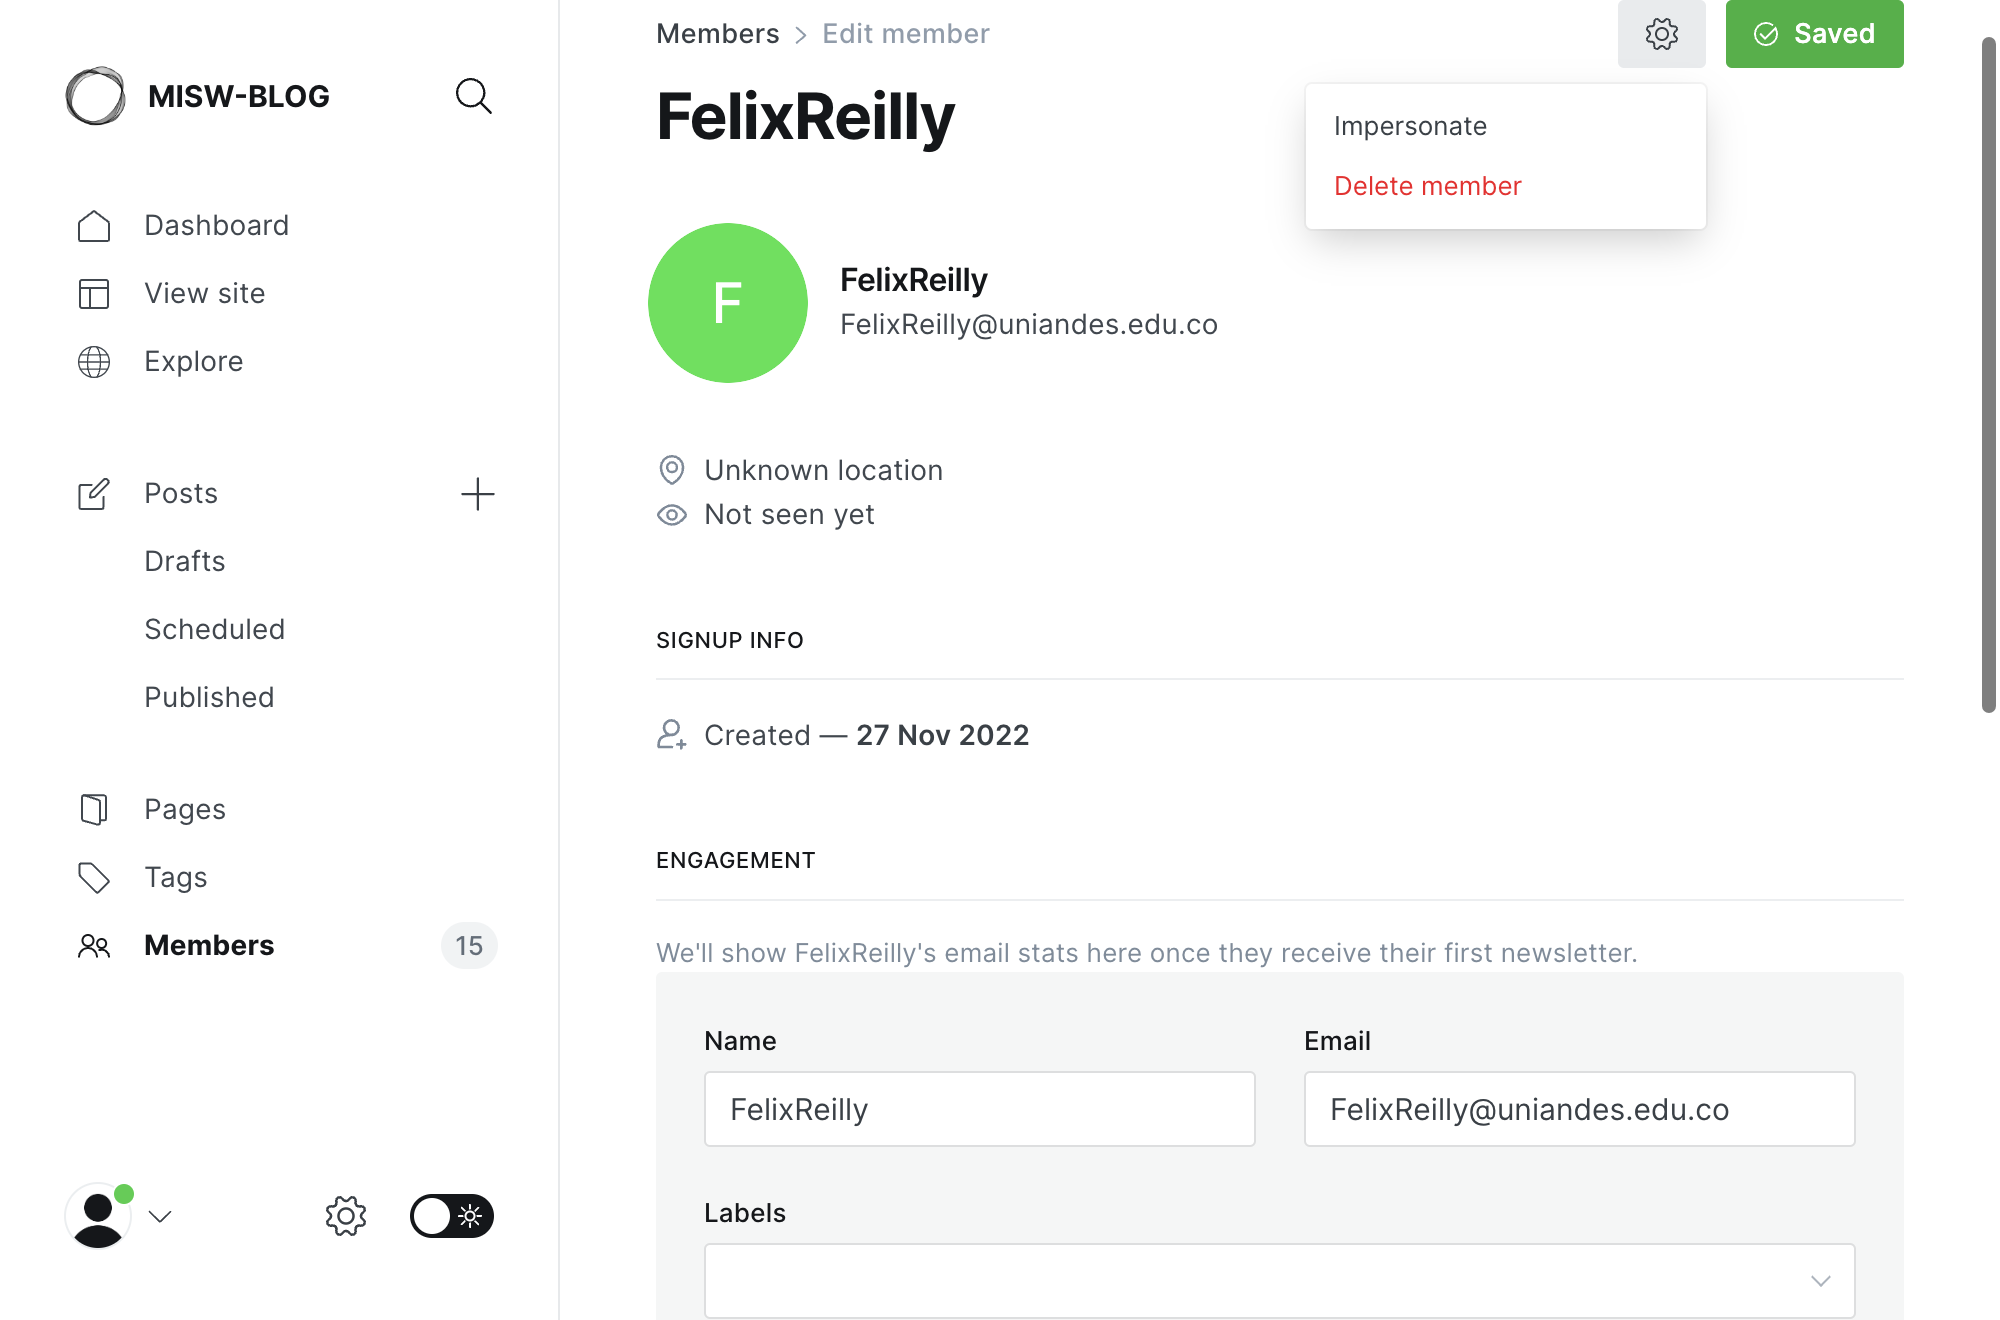 MISW-BLOG
Dashboard
View site
Explore
Posts
Drafts
Scheduled
Published
Pages
Tags
Members 15
Members > Edit member
Saved
FelixReilly
Impersonate
Delete member
F
FelixReilly
FelixReilly@uniandes.edu.co
Unknown location
Not seen yet
SIGNUP INFO
Created — 27 Nov 2022
ENGAGEMENT
We'll show FelixReilly's email stats here once they receive their first newsletter.
Name
FelixReilly
Email
FelixReilly@uniandes.edu.co
Labels